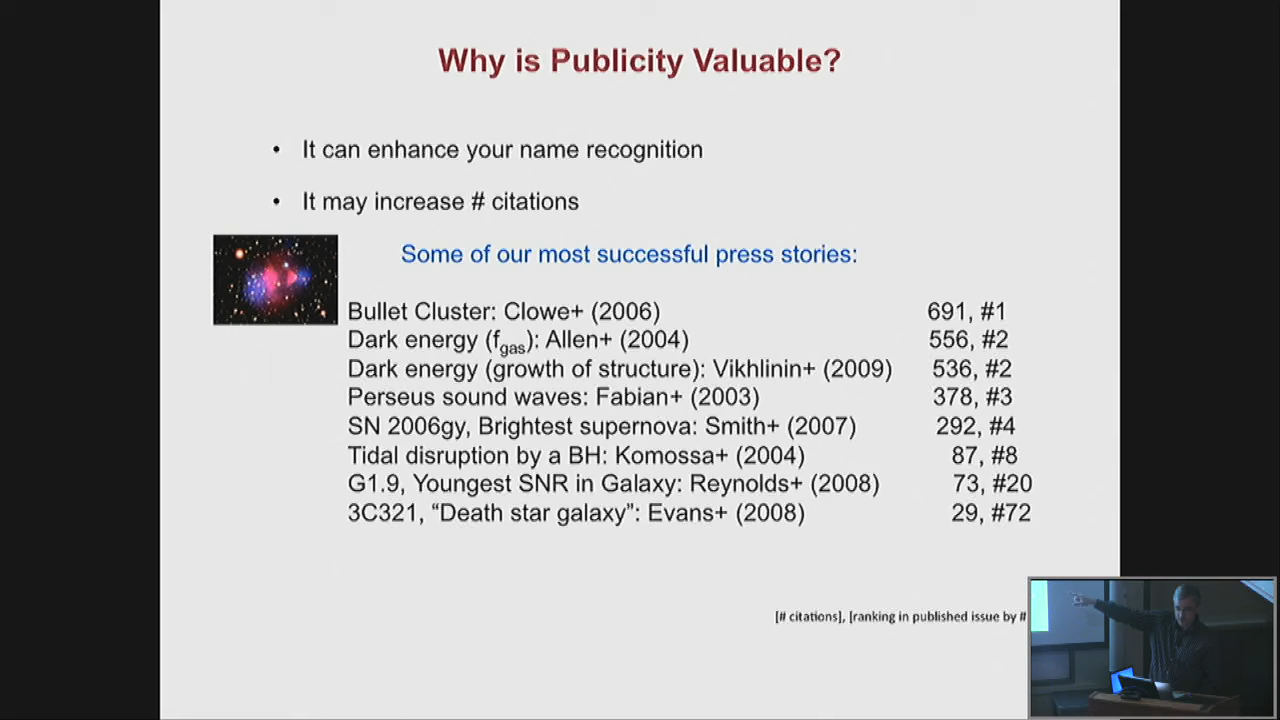 Why is Publicity Valuable?
• It can enhance your name recognition
• It may increase # citations
Some of our most successful press stories:
Bullet Cluster: Clowe+ (2006) 691, #1
Dark energy (fgas): Allen+ (2004) 556, #2
Dark energy (growth of structure): Vikhlinin+ (2009) 536, #2
Perseus sound waves: Fabian+ (2003) 378, #3
SN 2006gy, Brightest supernova: Smith+ (2007) 292, #4
Tidal disruption by a BH: Komossa+ (2004) 87, #8
G1.9, Youngest SNR in Galaxy: Reynolds+ (2008) 73, #20
3C321, “Death star galaxy”: Evans+ (2008) 29, #72
[# citations], [ranking in published issue by #